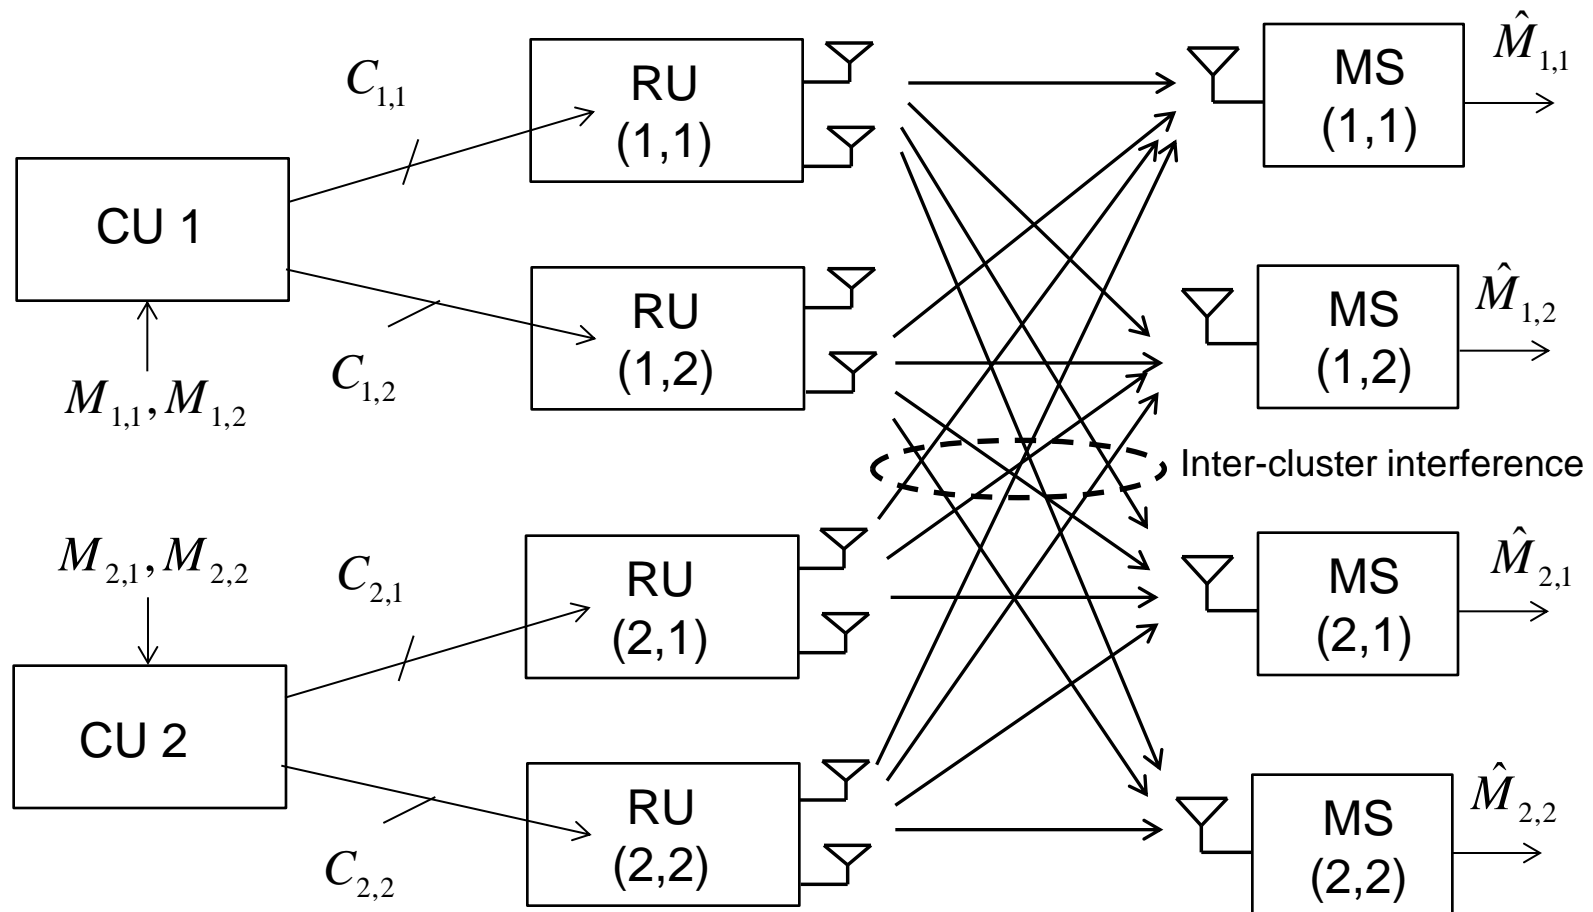 C1,1
RU
(1,1)
MS
(1,1)
M̂1,1
CU 1
RU
(1,2)
MS
(1,2)
M̂1,2
C1,2
M1,1, M1,2
Inter-cluster interference
M2,1, M2,2
C2,1
RU
(2,1)
MS
(2,1)
M̂2,1
CU 2
RU
(2,2)
MS
(2,2)
M̂2,2
C2,2